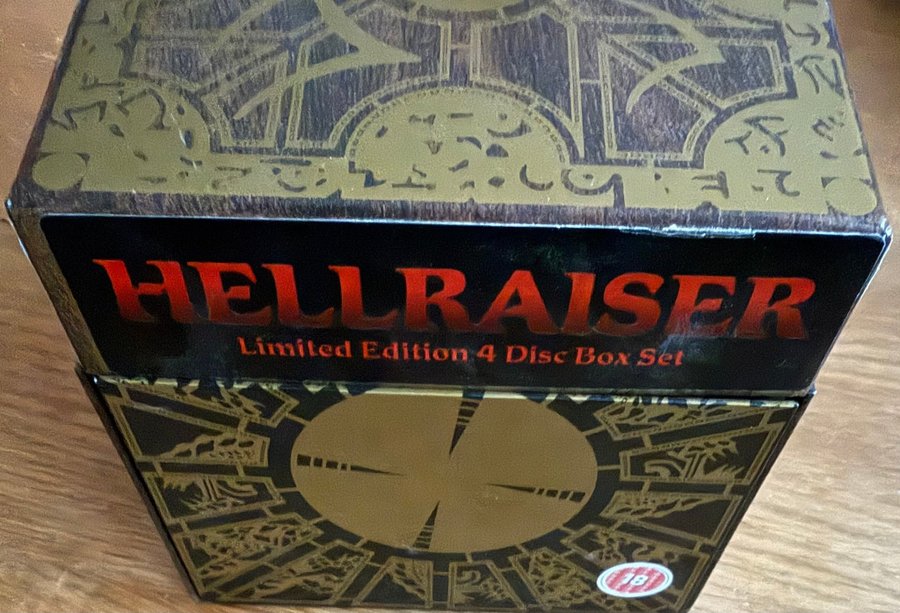 HELLRAISER
Limited Edition 4 Disc Box Set
18